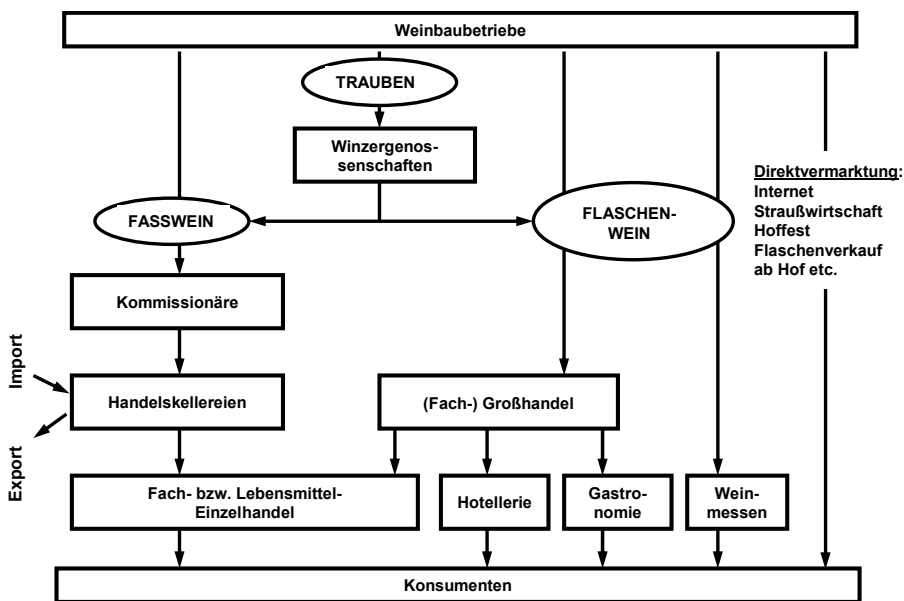 Weinbaubetriebe
TRAUBEN
Winzergenos-
senschaften
Direktvermarktung:
Internet
Straußwirtschaft
Hoffest
Flaschenverkauf
ab Hof etc.
FASSWEIN
FLASCHEN-
WEIN
Kommissionäre
Import
Handelskellereien
(Fach-) Großhandel
Export
Fach- bzw. Lebensmittel-
Einzelhandel
Hotellerie
Gastro-
nomie
Wein-
messen
Konsumenten